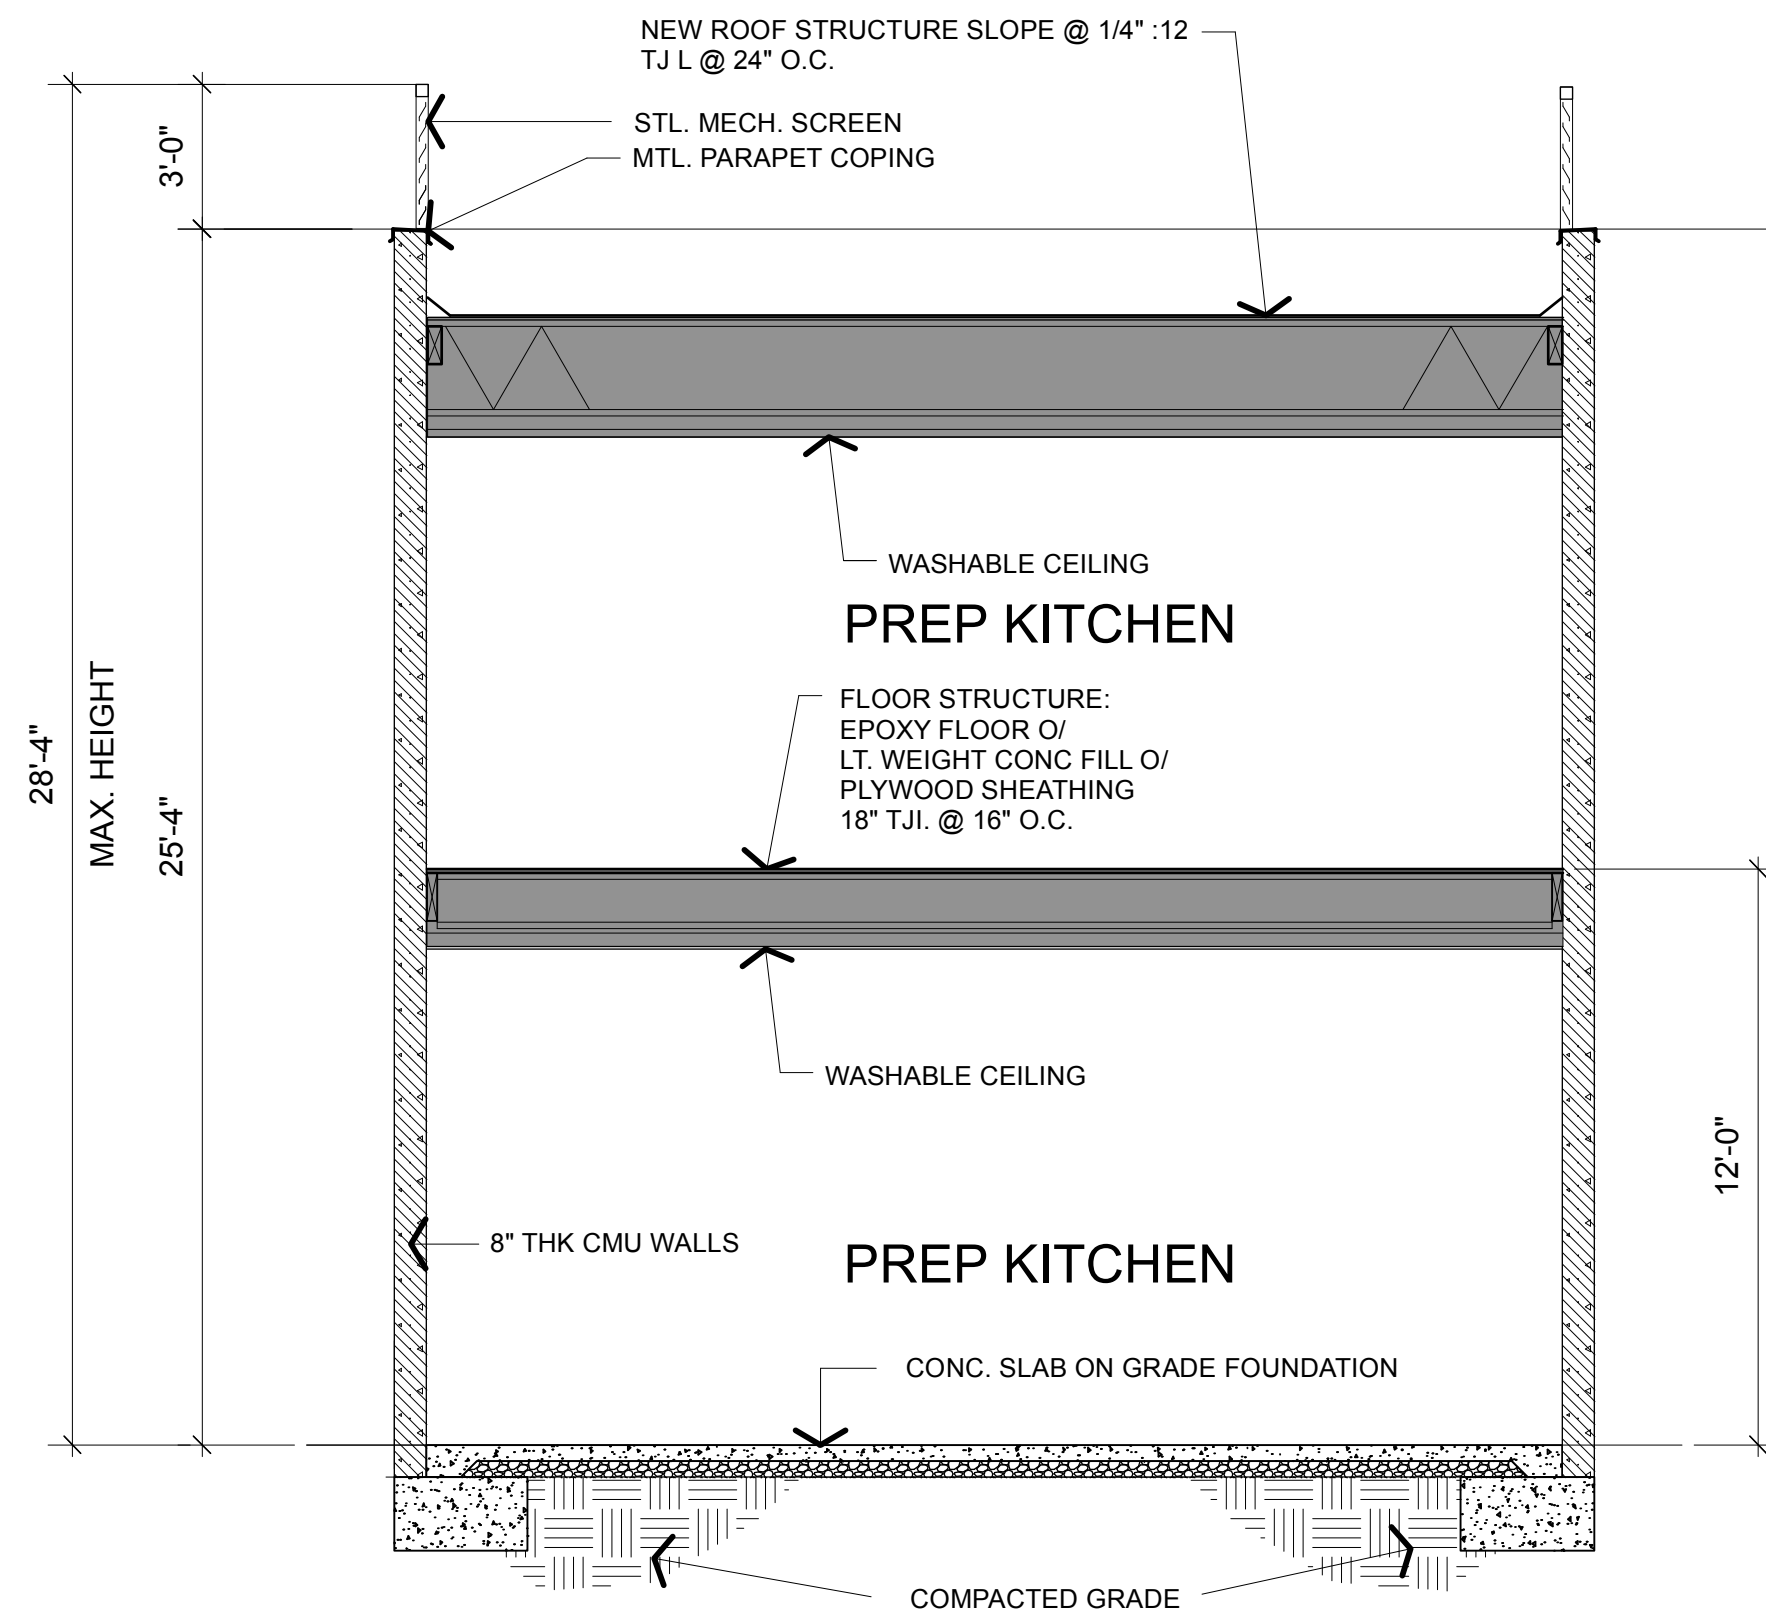 NEW ROOF STRUCTURE SLOPE @ 1/4" :12
TJ L @ 24" O.C.
STL. MECH. SCREEN
MTL. PARAPET COPING
3'-0"
28'-4"
MAX. HEIGHT
25'-4"
WASHABLE CEILING
PREP KITCHEN
FLOOR STRUCTURE:
EPOXY FLOOR O/
LT. WEIGHT CONC FILL O/
PLYWOOD SHEATHING
18" TJI. @ 16" O.C.
WASHABLE CEILING
12'-0"
8" THK CMU WALLS
PREP KITCHEN
CONC. SLAB ON GRADE FOUNDATION
COMPACTED GRADE